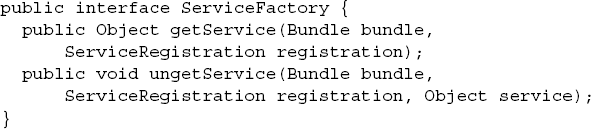 public interface ServiceFactory {
  public Object getService(Bundle bundle,
      ServiceRegistration registration);
  public void ungetService(Bundle bundle,
      ServiceRegistration registration, Object service);
}